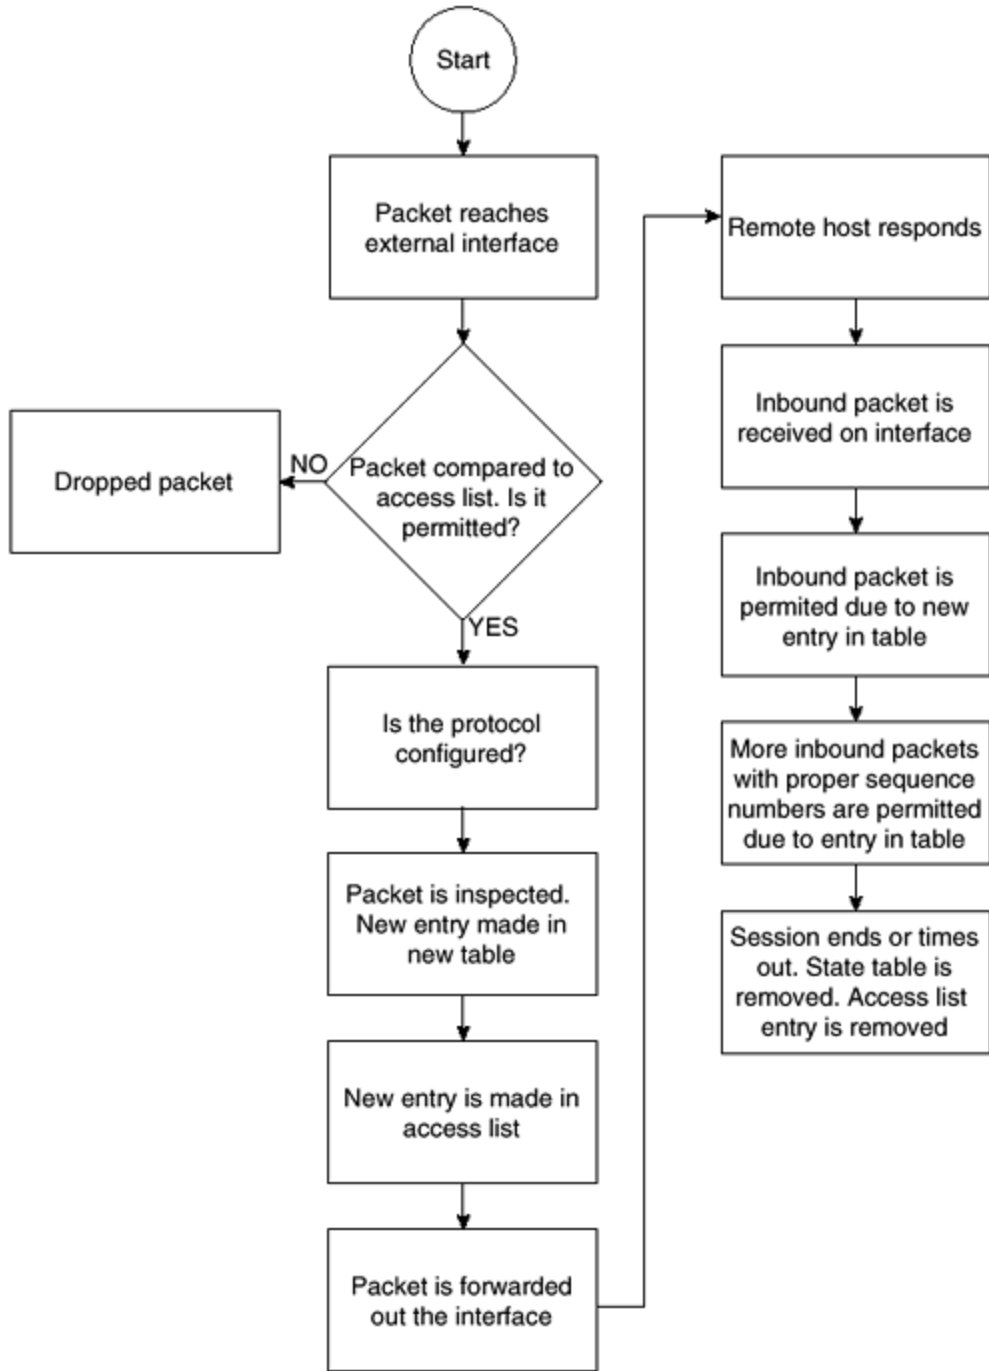 Start
Packet reaches
external interface
Packet compared to
access list. Is it
permitted?
NO
Dropped packet
YES
Is the protocol
configured?
Packet is inspected.
New entry made in
new table
New entry is made in
access list
Packet is forwarded
out the interface
Remote host responds
Inbound packet is
received on interface
Inbound packet is
permited due to new
entry in table
More inbound packets
with proper sequence
numbers are permitted
due to entry in table
Session ends or times
out. State table is
removed. Access list
entry is removed